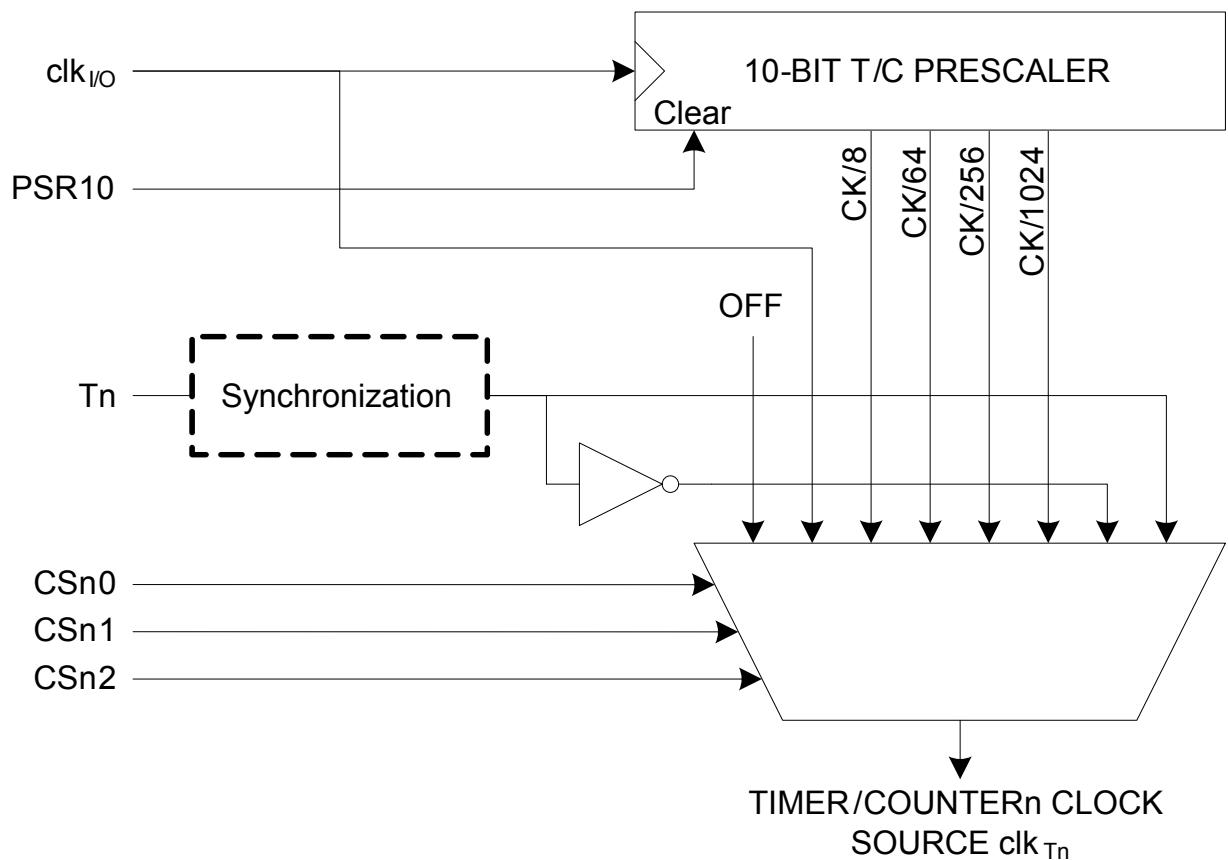 clkI/O
10-BIT T/C PRESCALER
Clear
PSR10
CK/8
CK/64
CK/256
CK/1024
OFF
Tn
Synchronization
CSn0
CSn1
CSn2
TIMER/COUNTERn CLOCK
SOURCE clkTn